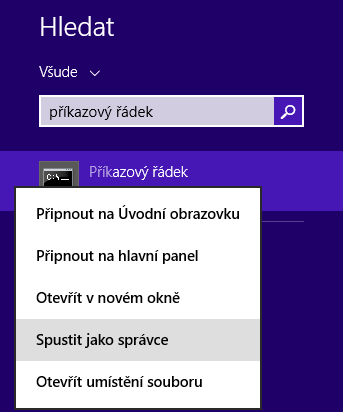 Hledat
Všude
příkazový řádek
C:\_
Příkazový řádek
Připnout na Úvodní obrazovku
Připnout na hlavní panel
Otevřít v novém okně
Spustit jako správce
Otevřít umístění souboru